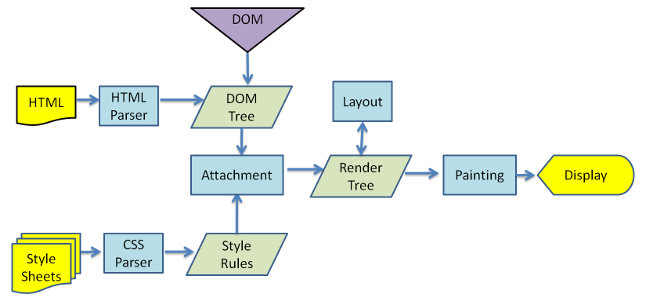 DOM
HTML
HTML
Parser
DOM
Tree
Layout
Attachment
Render
Tree
Painting
Display
Style
Sheets
CSS
Parser
Style
Rules